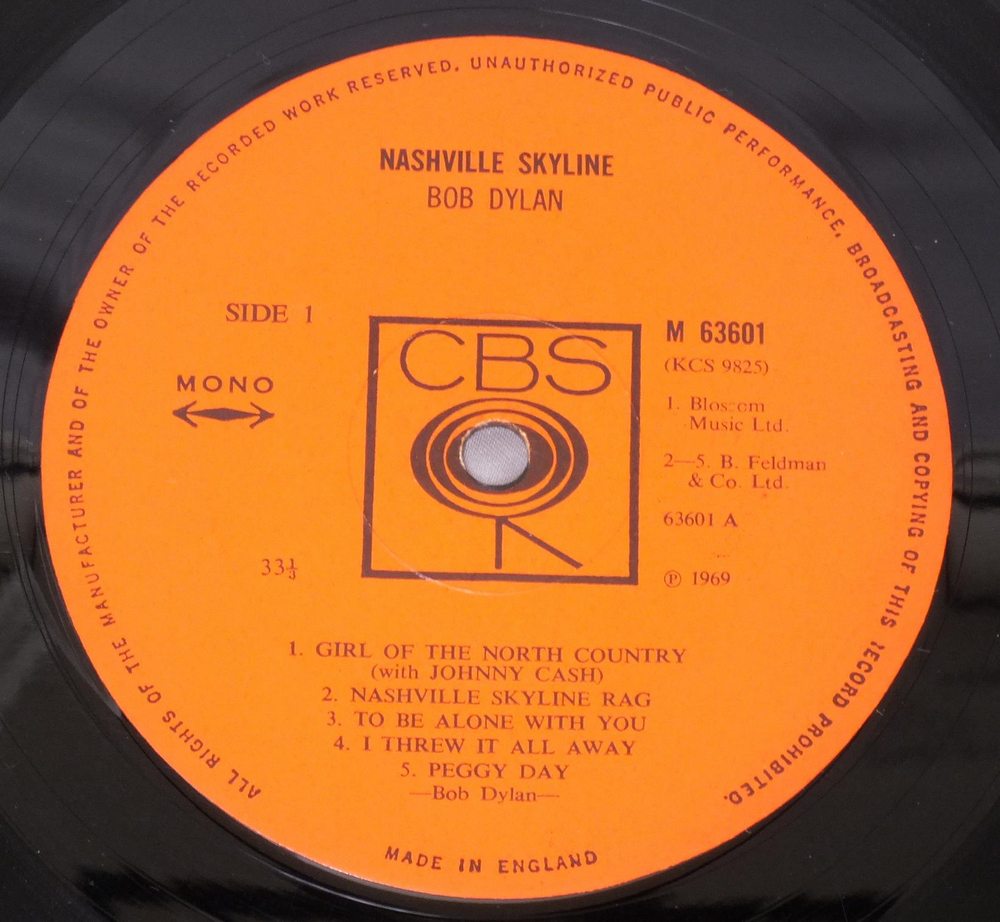 ALL RIGHTS OF THE MANUFACTURER AND OF THE OWNER OF THE RECORDED WORK RESERVED. UNAUTHORIZED PUBLIC PERFORMANCE, BROADCASTING AND COPYING OF THIS RECORD PROHIBITED.
NASHVILLE SKYLINE
BOB DYLAN
SIDE 1
MONO
33⅓
CBS
M 63601
(KCS 9825)
1. Blossom
Music Ltd.
2—5. B. Feldman
& Co. Ltd.
63601 A
℗ 1969
1. GIRL OF THE NORTH COUNTRY
(with JOHNNY CASH)
2. NASHVILLE SKYLINE RAG
3. TO BE ALONE WITH YOU
4. I THREW IT ALL AWAY
5. PEGGY DAY
—Bob Dylan—
MADE IN ENGLAND